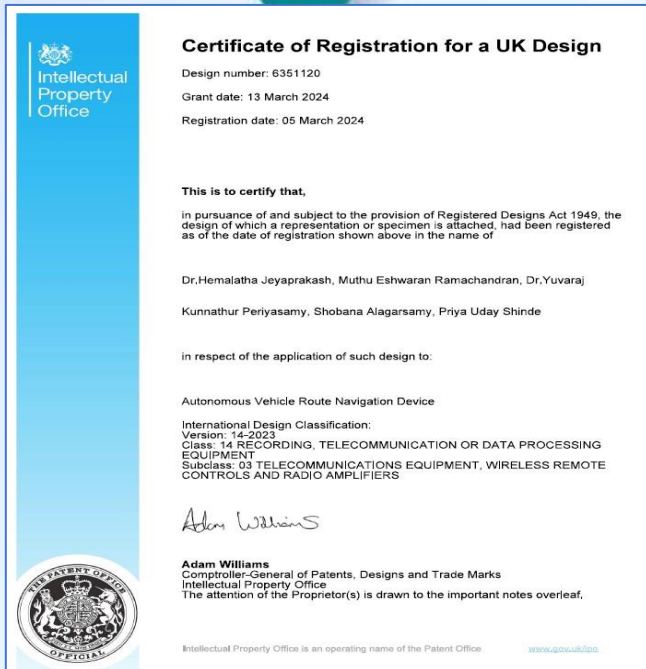 Intellectual
Property
Office
Certificate of Registration for a UK Design
Design number: 6351120
Grant date: 13 March 2024
Registration date: 05 March 2024
This is to certify that,
in pursuance of and subject to the provision of Registered Designs Act 1949, the
design of which a representation or specimen is attached, had been registered
as of the date of registration shown above in the name of
Dr.Hemalatha Jeyaprakash, Muthu Eshwaran Ramachandran, Dr.Yuvaraj
Kunnathur Periyasamy, Shobana Alagarsamy, Priya Uday Shinde
in respect of the application of such design to:
Autonomous Vehicle Route Navigation Device
International Design Classification:
Version: 14-2023
Class: 14 RECORDING, TELECOMMUNICATION OR DATA PROCESSING
EQUIPMENT
Subclass: 03 TELECOMMUNICATIONS EQUIPMENT, WIRELESS REMOTE
CONTROLS AND RADIO AMPLIFIERS
Adam Williams
Adam Williams
Comptroller-General of Patents, Designs and Trade Marks
Intellectual Property Office
The attention of the Proprietor(s) is drawn to the important notes overleaf.
THE PATENT OFFICE
OFFICIAL
Intellectual Property Office is an operating name of the Patent Office
www.gov.uk/ipo